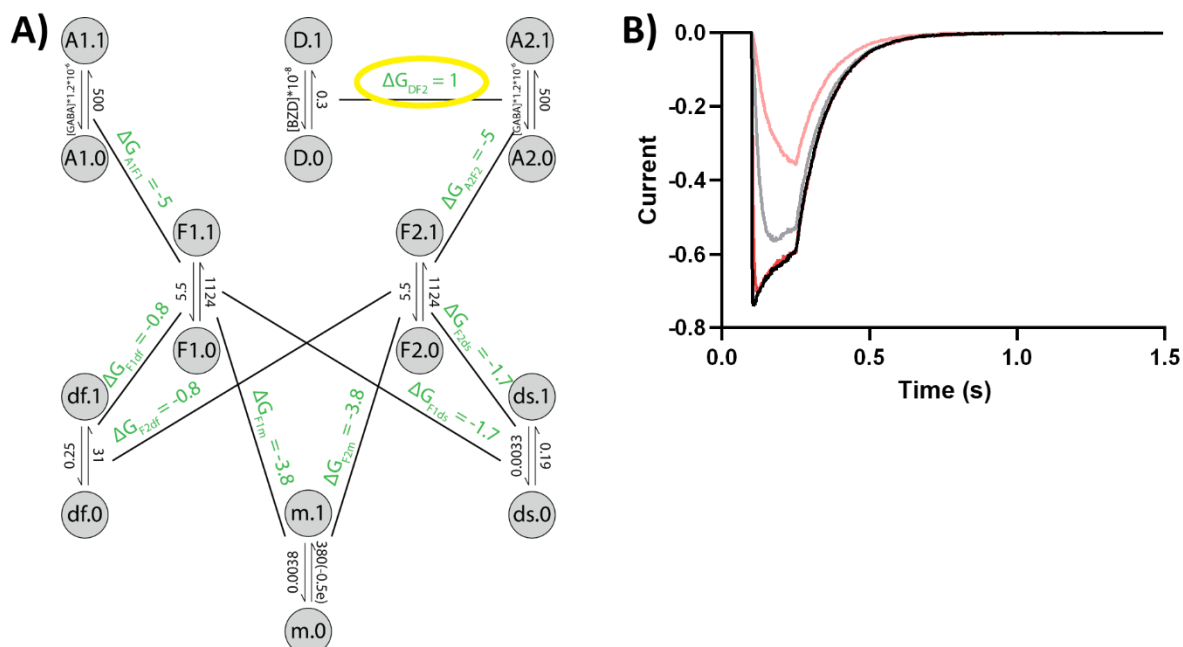 A)
B)
A1.1
D.1
A2.1
[GABA]*1.2*10⁻⁶
500
[BZD]*10⁻⁸
0.3
ΔG_DF2 = 1
[GABA]*1.2*10⁻⁶
500
A1.0
D.0
A2.0
ΔG_A1F1 = -5
ΔG_A2F2 = -5
F1.1
F2.1
5.5
1124
5.5
1124
F1.0
F2.0
ΔG_F1df = -0.8
ΔG_F2df = -0.8
ΔG_F1m = -3.8
ΔG_F2m = -3.8
ΔG_F1ds = -1.7
ΔG_F2ds = -1.7
df.1
ds.1
0.25
31
0.0033
0.19
df.0
ds.0
m.1
0.0038
380(-0.5e)
m.0
Current
0.0
-0.2
-0.4
-0.6
-0.8
0.0
0.5
1.0
1.5
Time (s)